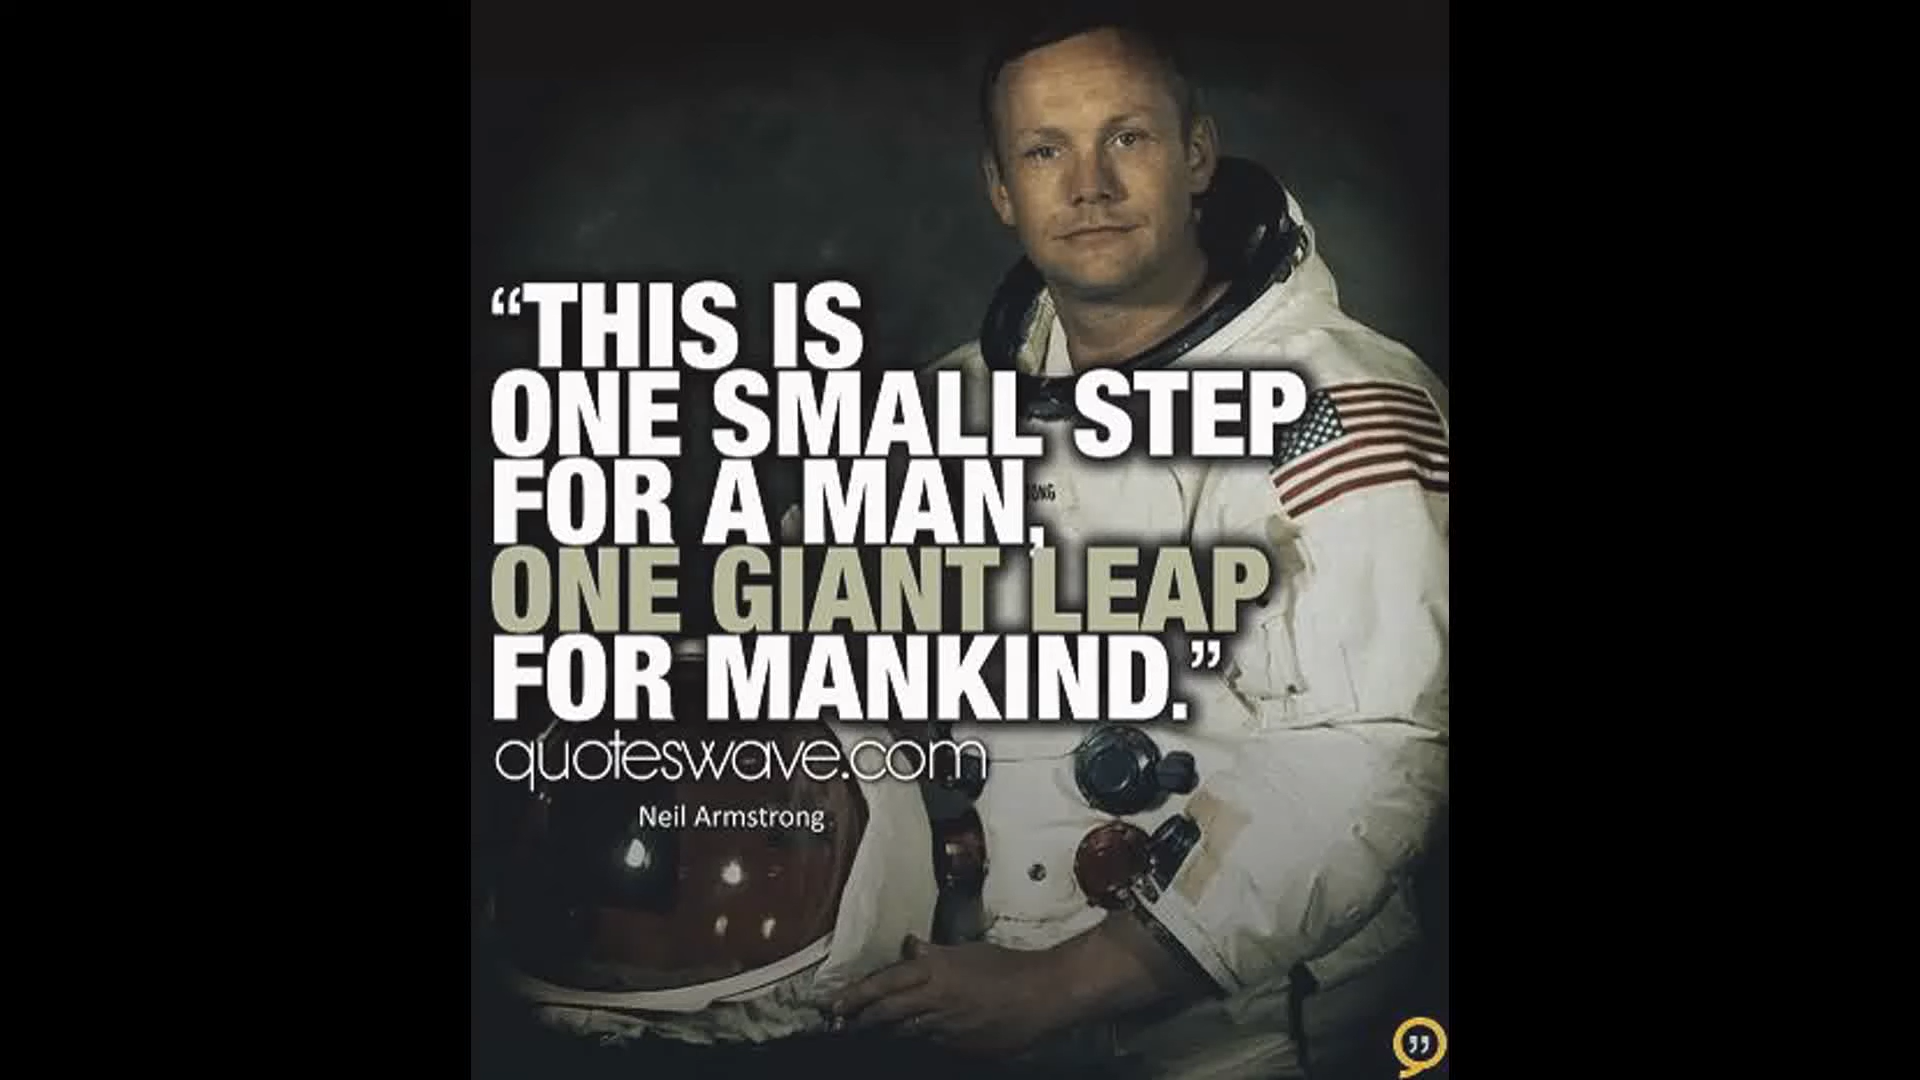 “THIS IS
ONE SMALL STEP
FOR A MAN,
ONE GIANT LEAP
FOR MANKIND.”
quoteswave.com
Neil Armstrong